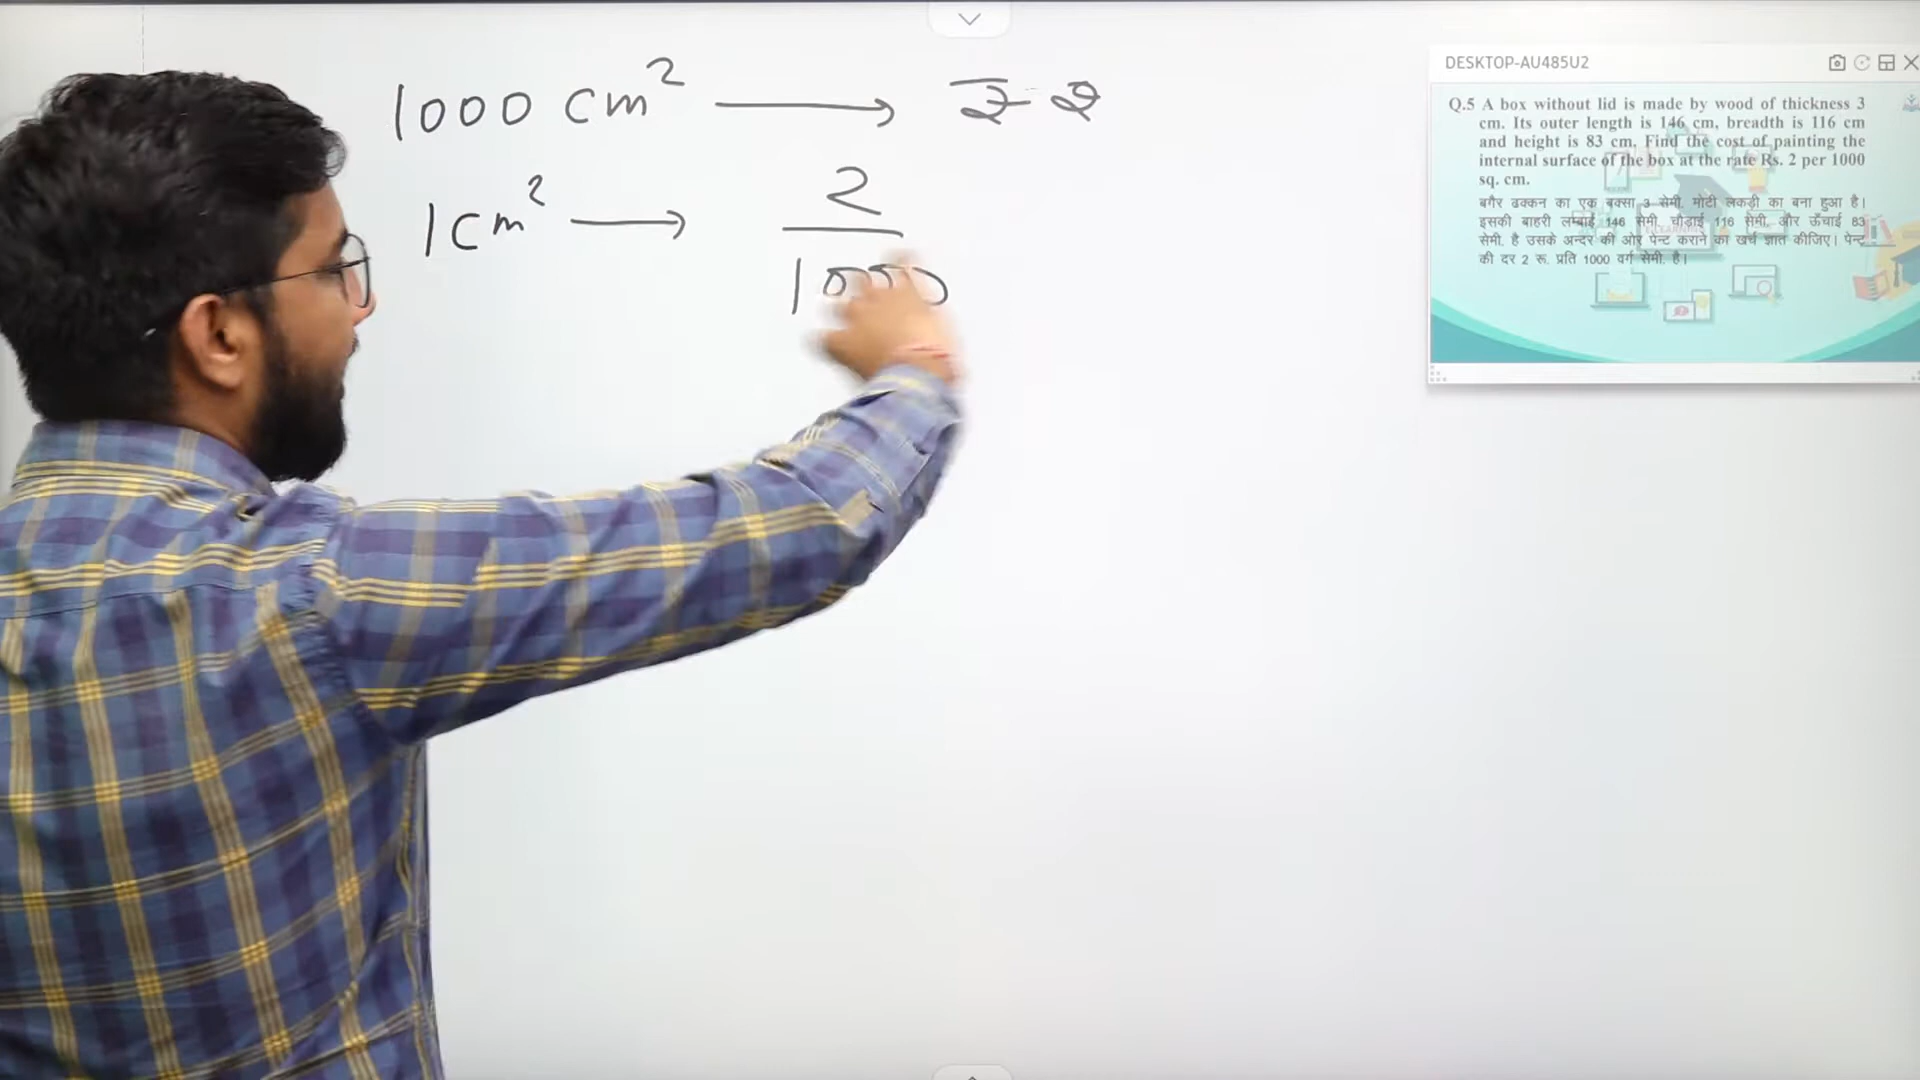 1000 cm² → रु २
1cm² → 2
1000
DESKTOP-AU485U2
Q.5 A box without lid is made by wood of thickness 3
cm. Its outer length is 146 cm, breadth is 116 cm
and height is 83 cm. Find the cost of painting the
internal surface of the box at the rate Rs. 2 per 1000
sq. cm.
बगैर ढक्कन का एक बक्सा 3 सेमी. मोटी लकड़ी का बना हुआ है।
इसकी बाहरी लम्बाई 146 सेमी, चौड़ाई 116 सेमी. और ऊँचाई 83
सेमी. है उसके अन्दर की ओर पेन्ट कराने का खर्च ज्ञात कीजिए। पेन्ट
की दर 2 रू. प्रति 1000 वर्ग सेमी. है।